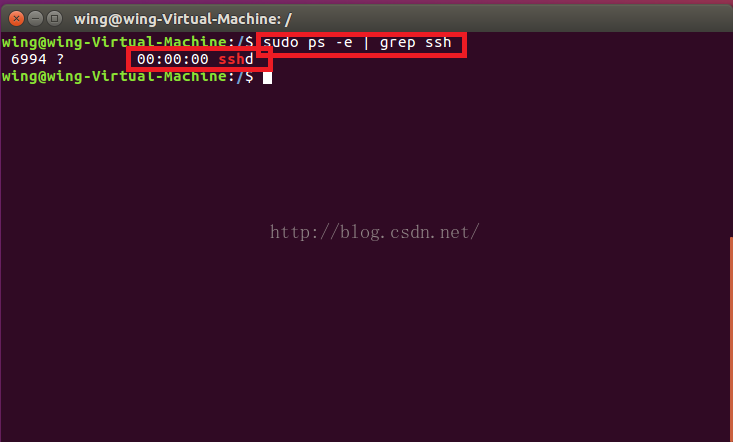 wing@wing-Virtual-Machine: /
wing@wing-Virtual-Machine:/$ sudo ps -e | grep ssh
6994 ? 00:00:00 sshd
wing@wing-Virtual-Machine:/$
http://blog.csdn.net/